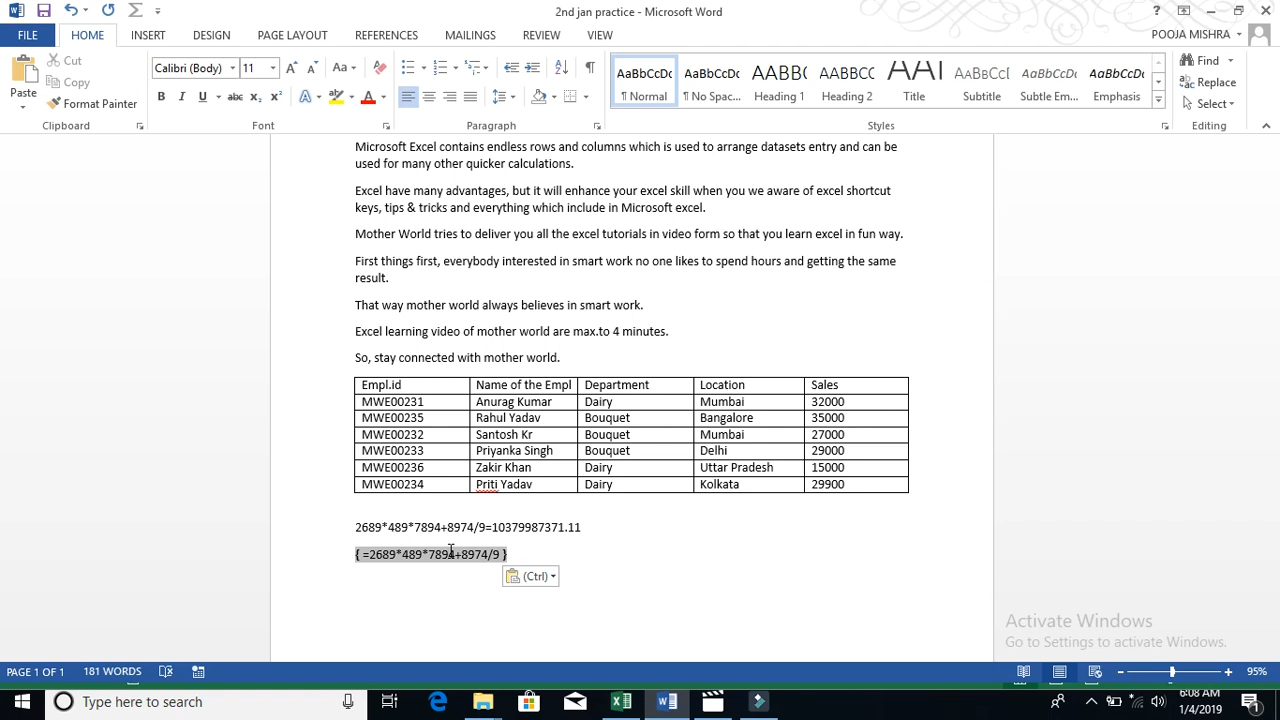 2nd jan practice - Microsoft Word
?
FILE HOME INSERT DESIGN PAGE LAYOUT REFERENCES MAILINGS REVIEW VIEW POOJA MISHRA
Cut
Copy
Format Painter
Paste
Calibri (Body) 11
B I U abc x₂ x²
Aa
A
AaBbCcDc AaBbCcDc AaBbC AaBbCC AaBl AaBbCcD AaBbCcDc AaBbCcDc
¶ Normal ¶ No Spac... Heading 1 Heading 2 Title Subtitle Subtle Em... Emphasis
Find
Replace
Select
Clipboard Font Paragraph Styles Editing
Microsoft Excel contains endless rows and columns which is used to arrange datasets entry and can be
used for many other quicker calculations.
Excel have many advantages, but it will enhance your excel skill when you we aware of excel shortcut
keys, tips & tricks and everything which include in Microsoft excel.
Mother World tries to deliver you all the excel tutorials in video form so that you learn excel in fun way.
First things first, everybody interested in smart work no one likes to spend hours and getting the same
result.
That way mother world always believes in smart work.
Excel learning video of mother world are max.to 4 minutes.
So, stay connected with mother world.
Empl.id Name of the Empl Department Location Sales
MWE00231 Anurag Kumar Dairy Mumbai 32000
MWE00235 Rahul Yadav Bouquet Bangalore 35000
MWE00232 Santosh Kr Bouquet Mumbai 27000
MWE00233 Priyanka Singh Bouquet Delhi 29000
MWE00236 Zakir Khan Dairy Uttar Pradesh 15000
MWE00234 Priti Yadav Dairy Kolkata 29900
2689*489*7894+8974/9=10379987371.11
{ =2689*489*7894+8974/9 }
(Ctrl)
Activate Windows
Go to Settings to activate Windows.
PAGE 1 OF 1 181 WORDS 95%
Type here to search
6:08 AM
1/4/2019